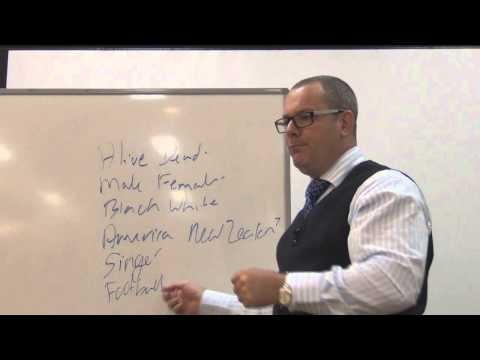 Alive Dead.
Male Female
Black White
America New Zealand?
Singer
Football